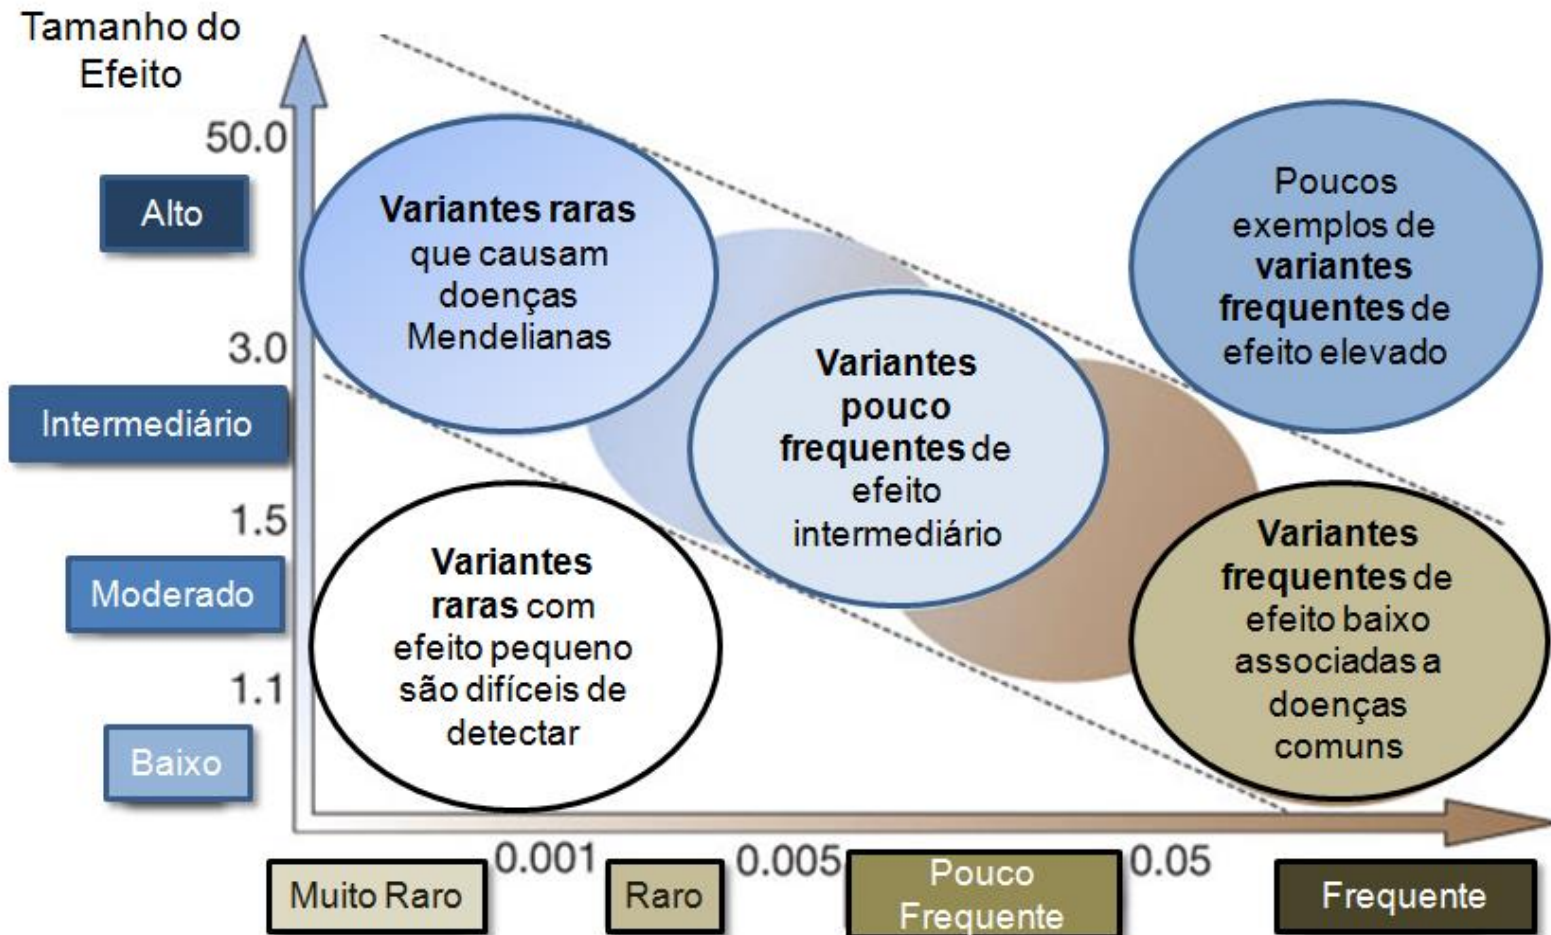 Tamanho do
Efeito
50.0
Alto
3.0
Intermediário
1.5
Moderado
1.1
Baixo
Variantes raras
que causam
doenças
Mendelianas
Variantes
pouco
frequentes de
efeito
intermediário
Poucos
exemplos de
variantes
frequentes de
efeito elevado
Variantes
raras com
efeito pequeno
são difíceis de
detectar
Variantes
frequentes de
efeito baixo
associadas a
doenças
comuns
0.001
0.005
0.05
Muito Raro
Raro
Pouco
Frequente
Frequente